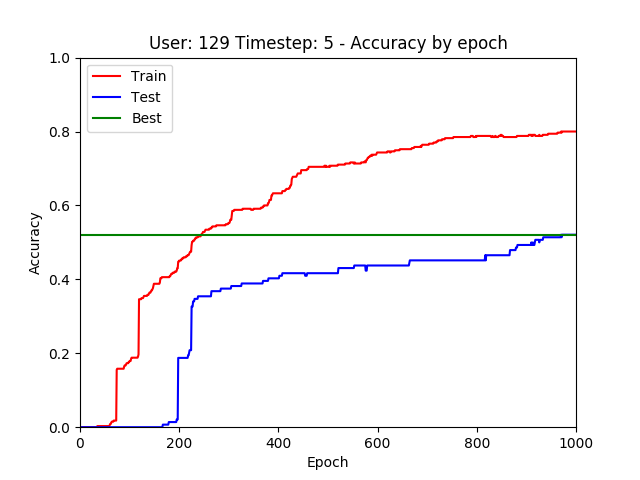 User: 129 Timestep: 5 - Accuracy by epoch
1.0
0.8
0.6
0.4
0.2
0.0
Accuracy
Train
Test
Best
0 200 400 600 800 1000
Epoch